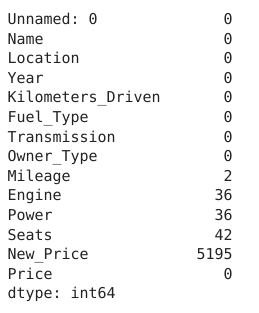 Unnamed: 0 0
Name 0
Location 0
Year 0
Kilometers_Driven 0
Fuel_Type 0
Transmission 0
Owner_Type 0
Mileage 2
Engine 36
Power 36
Seats 42
New_Price 5195
Price 0
dtype: int64